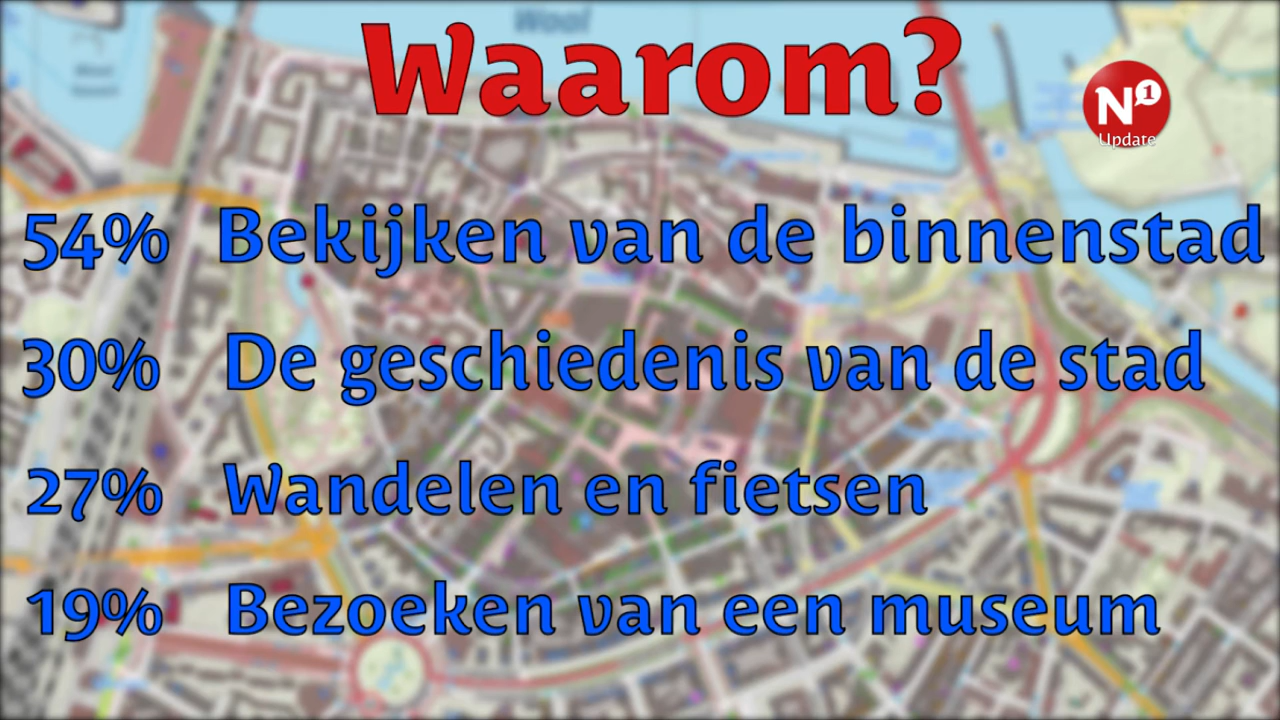 Waal
Waarom?
N1
Update
54% Bekijken van de binnenstad
30% De geschiedenis van de stad
27% Wandelen en fietsen
19% Bezoeken van een museum